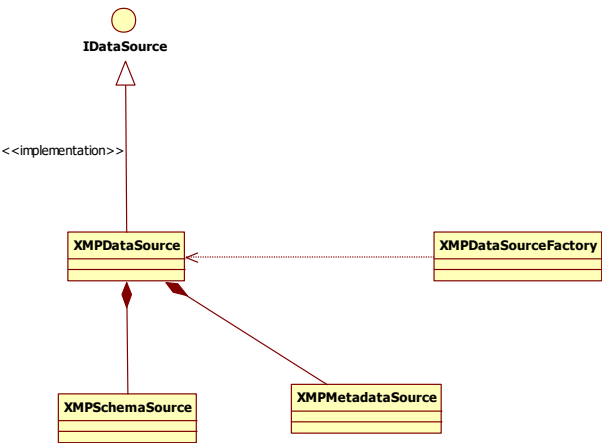 IDataSource
<<implementation>>
XMPDataSource
XMPDataSourceFactory
XMPSchemaSource
XMPMetadataSource